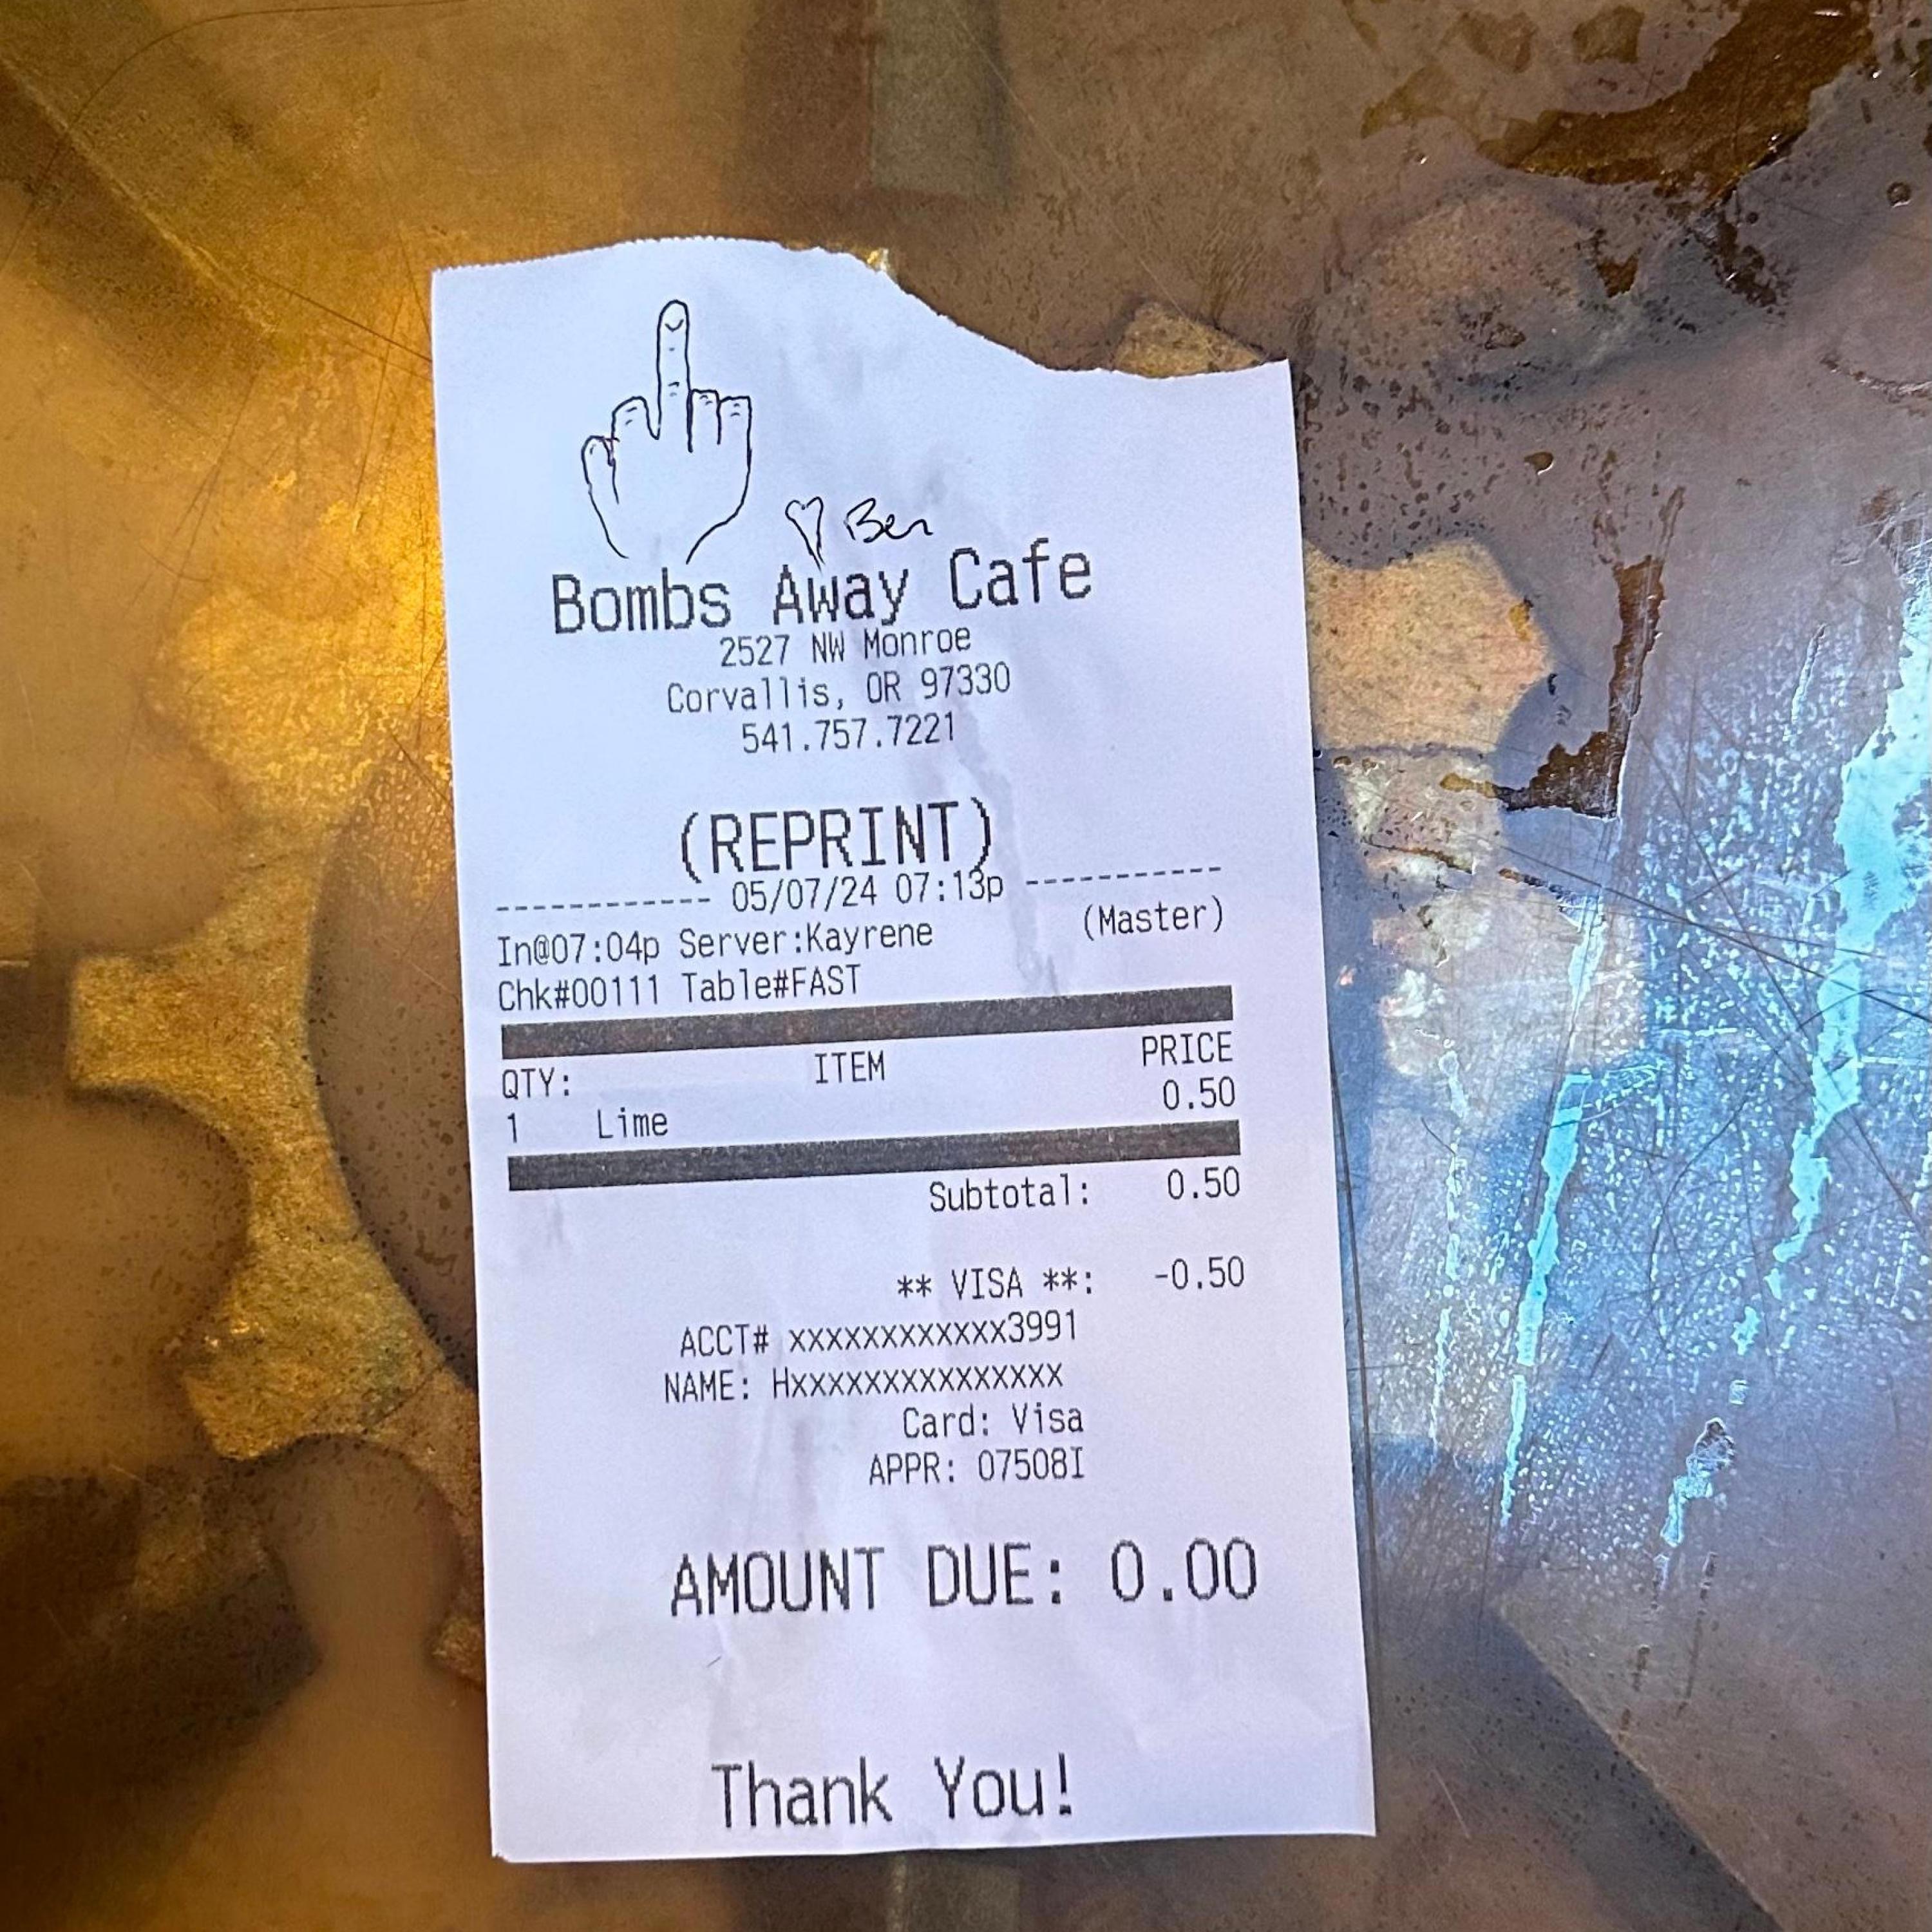 ♡ Ben
Bombs Away Cafe
2527 NW Monroe
Corvallis, OR 97330
541.757.7221
(REPRINT)
------------ 05/07/24 07:13p -----------
In@07:04p Server:Kayrene (Master)
Chk#00111 Table#FAST
QTY: ITEM PRICE
1 Lime 0.50
Subtotal: 0.50
** VISA **: -0.50
ACCT# xxxxxxxxxxxx3991
NAME: Hxxxxxxxxxxxxxxx
Card: Visa
APPR: 07508I
AMOUNT DUE: 0.00
Thank You!